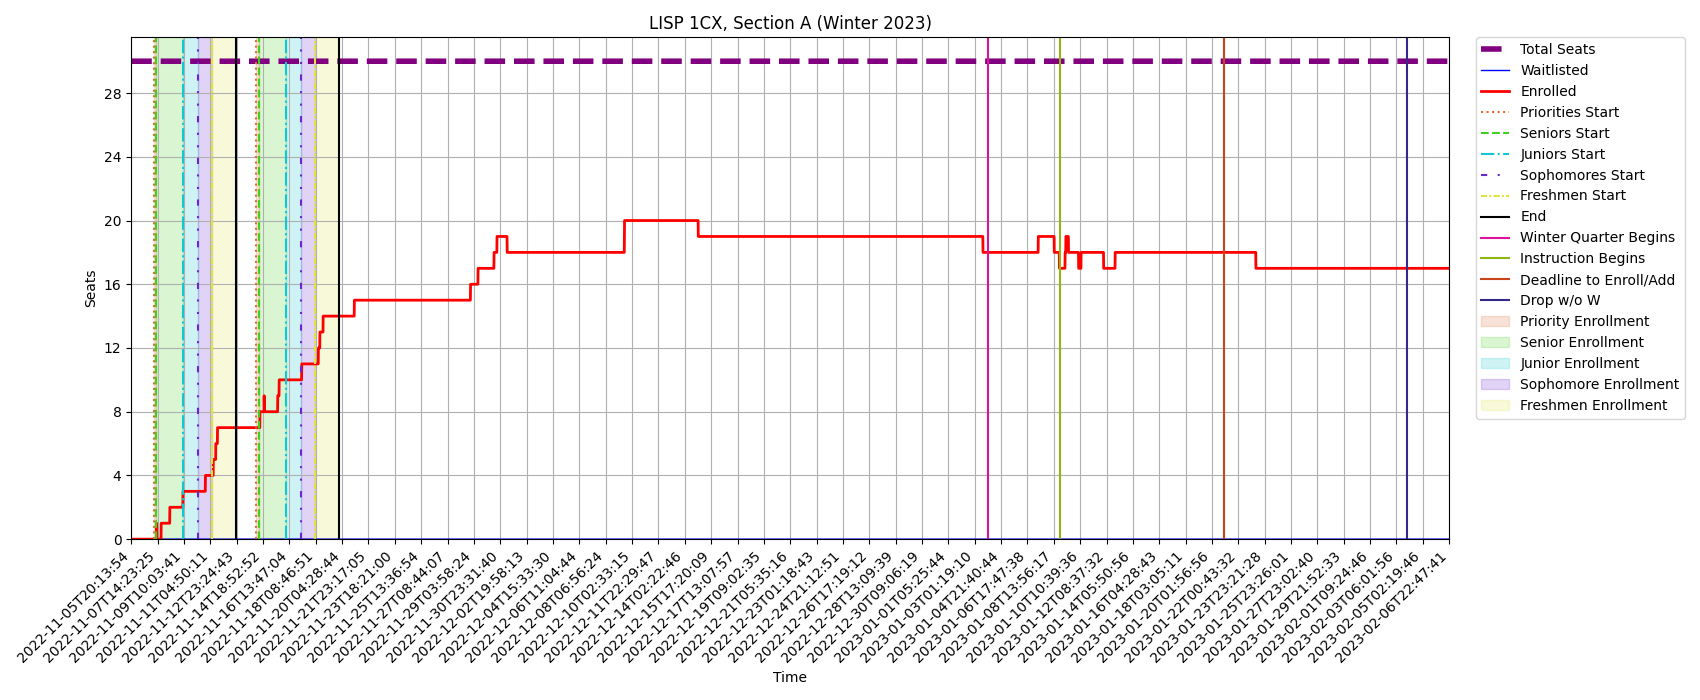 LISP 1CX, Section A (Winter 2023)
Seats
28
24
20
16
12
8
4
0
2022-11-05T20:13:54
2022-11-07T14:23:25
2022-11-09T10:03:41
2022-11-11T04:50:11
2022-11-12T23:24:43
2022-11-14T18:52:52
2022-11-16T13:47:04
2022-11-18T08:46:51
2022-11-20T04:28:44
2022-11-21T23:17:05
2022-11-23T18:21:00
2022-11-25T13:36:54
2022-11-27T08:44:07
2022-11-29T03:58:24
2022-11-30T23:31:40
2022-12-02T19:58:13
2022-12-04T15:33:30
2022-12-06T11:04:44
2022-12-08T06:56:24
2022-12-10T02:33:15
2022-12-11T22:29:47
2022-12-14T02:22:46
2022-12-15T17:20:09
2022-12-17T13:07:57
2022-12-19T09:02:35
2022-12-21T05:35:16
2022-12-23T01:18:43
2022-12-24T21:12:51
2022-12-26T17:19:12
2022-12-28T13:09:39
2022-12-30T09:06:19
2023-01-01T05:25:44
2023-01-03T01:19:10
2023-01-04T21:40:44
2023-01-06T17:47:38
2023-01-08T13:56:17
2023-01-10T10:39:36
2023-01-12T08:37:32
2023-01-14T05:50:56
2023-01-16T04:28:43
2023-01-18T03:05:11
2023-01-20T01:56:56
2023-01-22T00:43:32
2023-01-23T23:21:28
2023-01-25T23:26:01
2023-01-27T23:02:40
2023-01-29T21:52:33
2023-02-01T09:24:46
2023-02-03T06:01:56
2023-02-05T02:19:46
2023-02-06T22:47:41
Time
Total Seats
Waitlisted
Enrolled
Priorities Start
Seniors Start
Juniors Start
Sophomores Start
Freshmen Start
End
Winter Quarter Begins
Instruction Begins
Deadline to Enroll/Add
Drop w/o W
Priority Enrollment
Senior Enrollment
Junior Enrollment
Sophomore Enrollment
Freshmen Enrollment